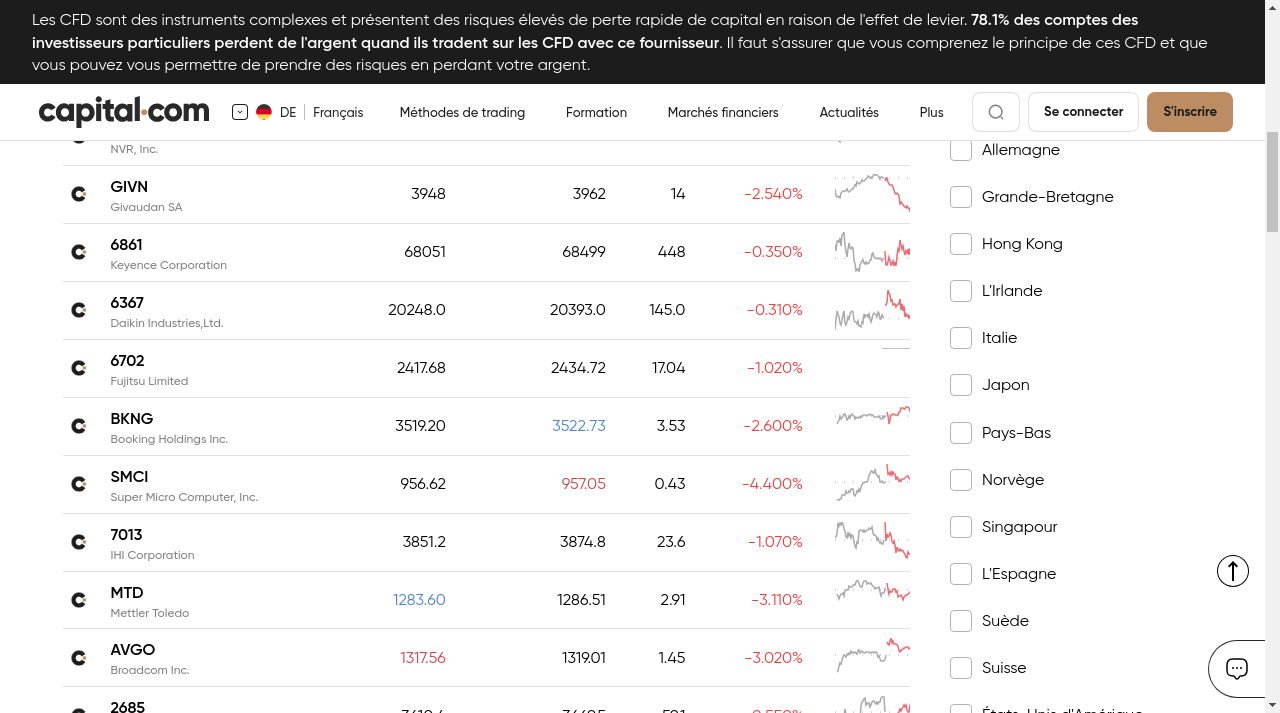 Les CFD sont des instruments complexes et présentent des risques élevés de perte rapide de capital en raison de l'effet de levier. 78.1% des comptes des
investisseurs particuliers perdent de l'argent quand ils tradent sur les CFD avec ce fournisseur. Il faut s'assurer que vous comprenez le principe de ces CFD et que
vous pouvez vous permettre de prendre des risques en perdant votre argent.
capital.com DE Français Méthodes de trading Formation Marchés financiers Actualités Plus Se connecter S'inscrire
NVR, Inc.
GIVN 3948 3962 14 -2.540%
Givaudan SA
6861 68051 68499 448 -0.350%
Keyence Corporation
6367 20248.0 20393.0 145.0 -0.310%
Daikin Industries,Ltd.
6702 2417.68 2434.72 17.04 -1.020%
Fujitsu Limited
BKNG 3519.20 3522.73 3.53 -2.600%
Booking Holdings Inc.
SMCI 956.62 957.05 0.43 -4.400%
Super Micro Computer, Inc.
7013 3851.2 3874.8 23.6 -1.070%
IHI Corporation
MTD 1283.60 1286.51 2.91 -3.110%
Mettler Toledo
AVGO 1317.56 1319.01 1.45 -3.020%
Broadcom Inc.
2685
Allemagne
Grande-Bretagne
Hong Kong
L'Irlande
Italie
Japon
Pays-Bas
Norvège
Singapour
L'Espagne
Suède
Suisse
États-Unis d'Amérique